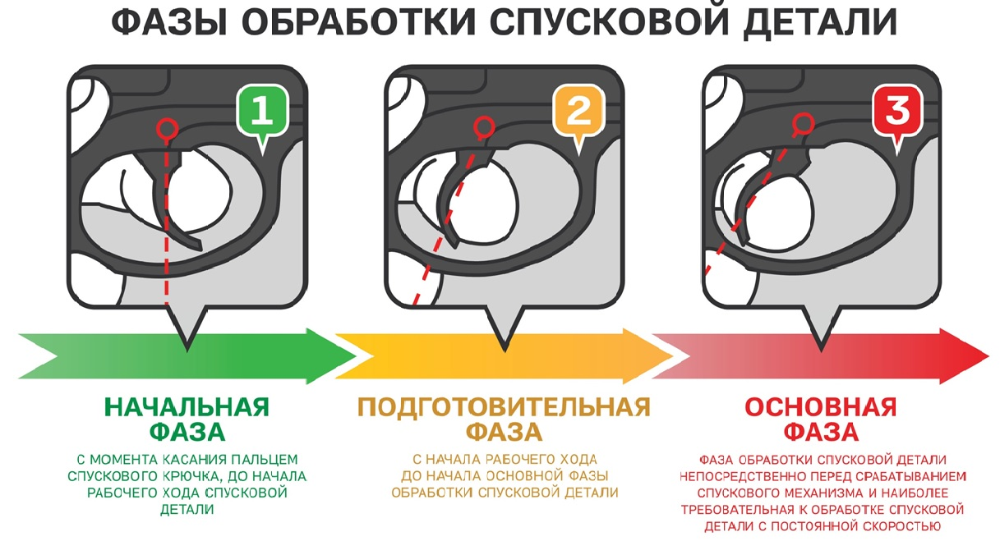 ФАЗЫ ОБРАБОТКИ СПУСКОВОЙ ДЕТАЛИ
1
2
3
НАЧАЛЬНАЯ
ФАЗА
С МОМЕНТА КАСАНИЯ ПАЛЬЦЕМ
СПУСКОВОГО КРЮЧКА, ДО НАЧАЛА
РАБОЧЕГО ХОДА СПУСКОВОЙ
ДЕТАЛИ
ПОДГОТОВИТЕЛЬНАЯ
ФАЗА
С НАЧАЛА РАБОЧЕГО ХОДА
ДО НАЧАЛА ОСНОВНОЙ ФАЗЫ
ОБРАБОТКИ СПУСКОВОЙ ДЕТАЛИ
ОСНОВНАЯ
ФАЗА
ФАЗА ОБРАБОТКИ СПУСКОВОЙ ДЕТАЛИ
НЕПОСРЕДСТВЕННО ПЕРЕД СРАБАТЫВАНИЕМ
СПУСКОВОГО МЕХАНИЗМА И НАИБОЛЕЕ
ТРЕБОВАТЕЛЬНАЯ К ОБРАБОТКЕ СПУСКОВОЙ
ДЕТАЛИ С ПОСТОЯННОЙ СКОРОСТЬЮ